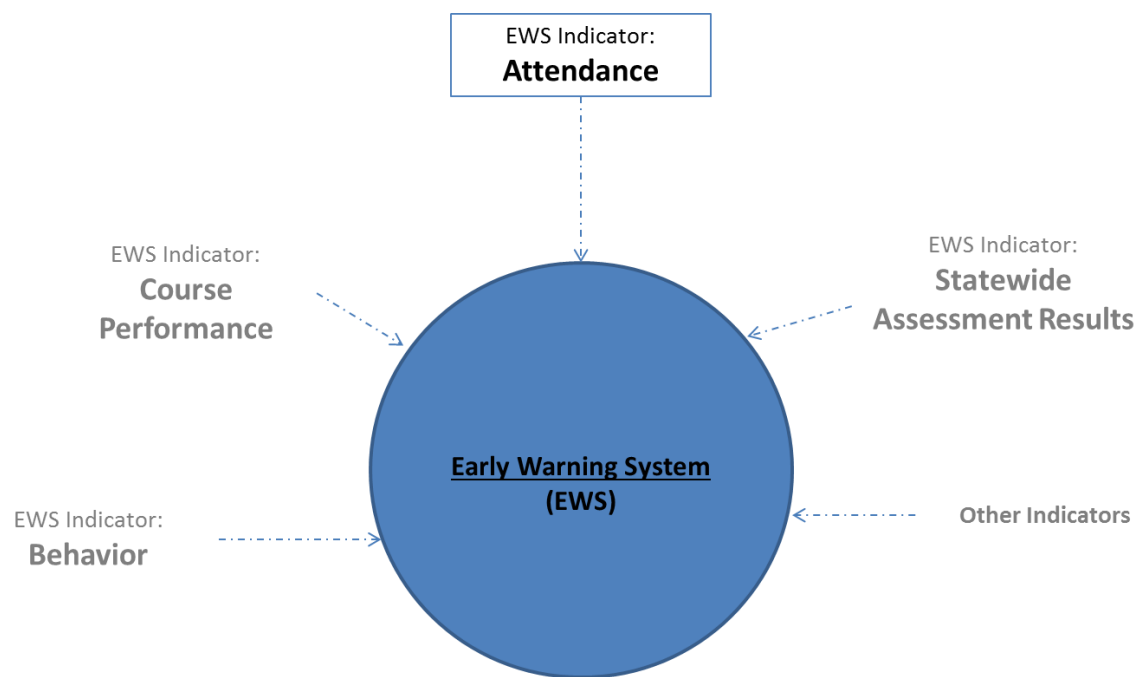 EWS Indicator:
Attendance
EWS Indicator:
Course
Performance
EWS Indicator:
Statewide
Assessment Results
Early Warning System
(EWS)
EWS Indicator:
Behavior
Other Indicators